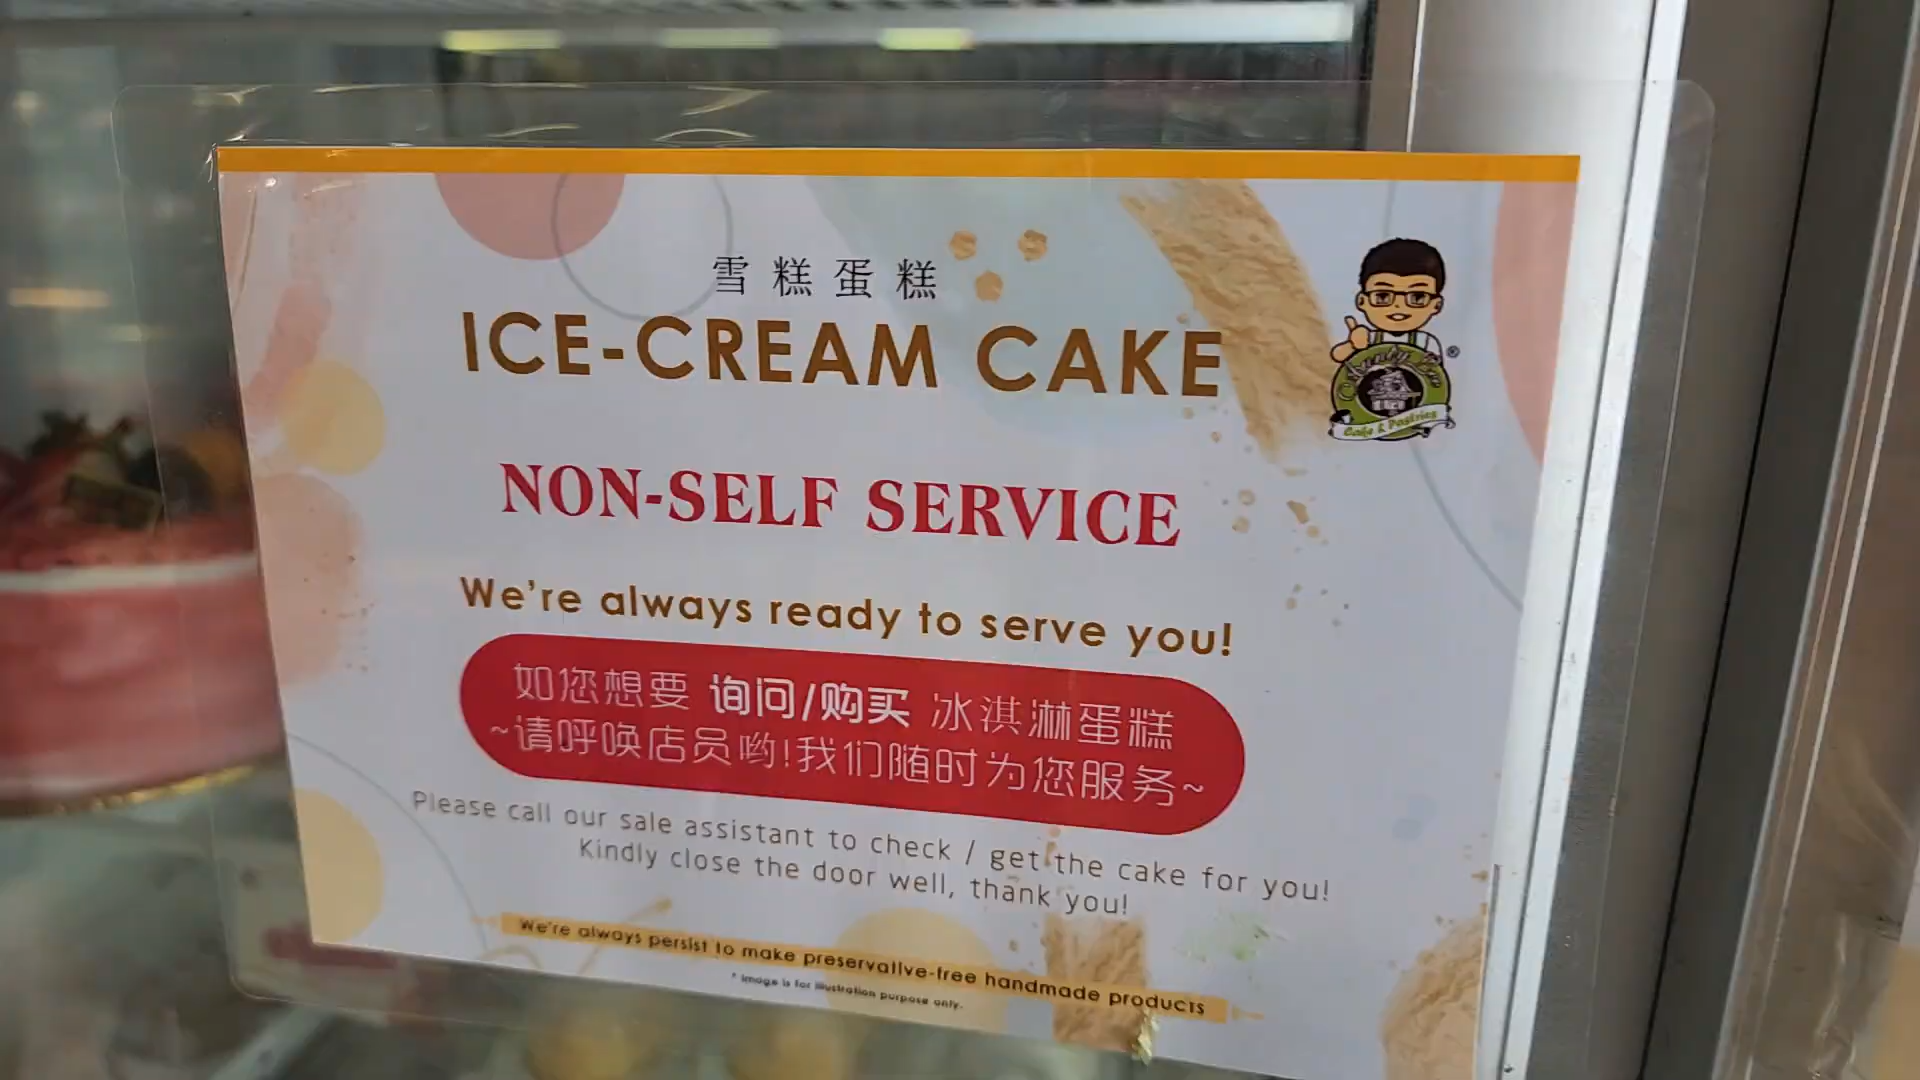 雪糕蛋糕
ICE-CREAM CAKE
NON-SELF SERVICE
We're always ready to serve you!
如您想要 询问/购买 冰淇淋蛋糕
~请呼唤店员哟!我们随时为您服务~
Please call our sale assistant to check / get the cake for you!
Kindly close the door well, thank you!
We're always persist to make preservative-free handmade products
* Image is for illustration purpose only.
Cake & Pastries